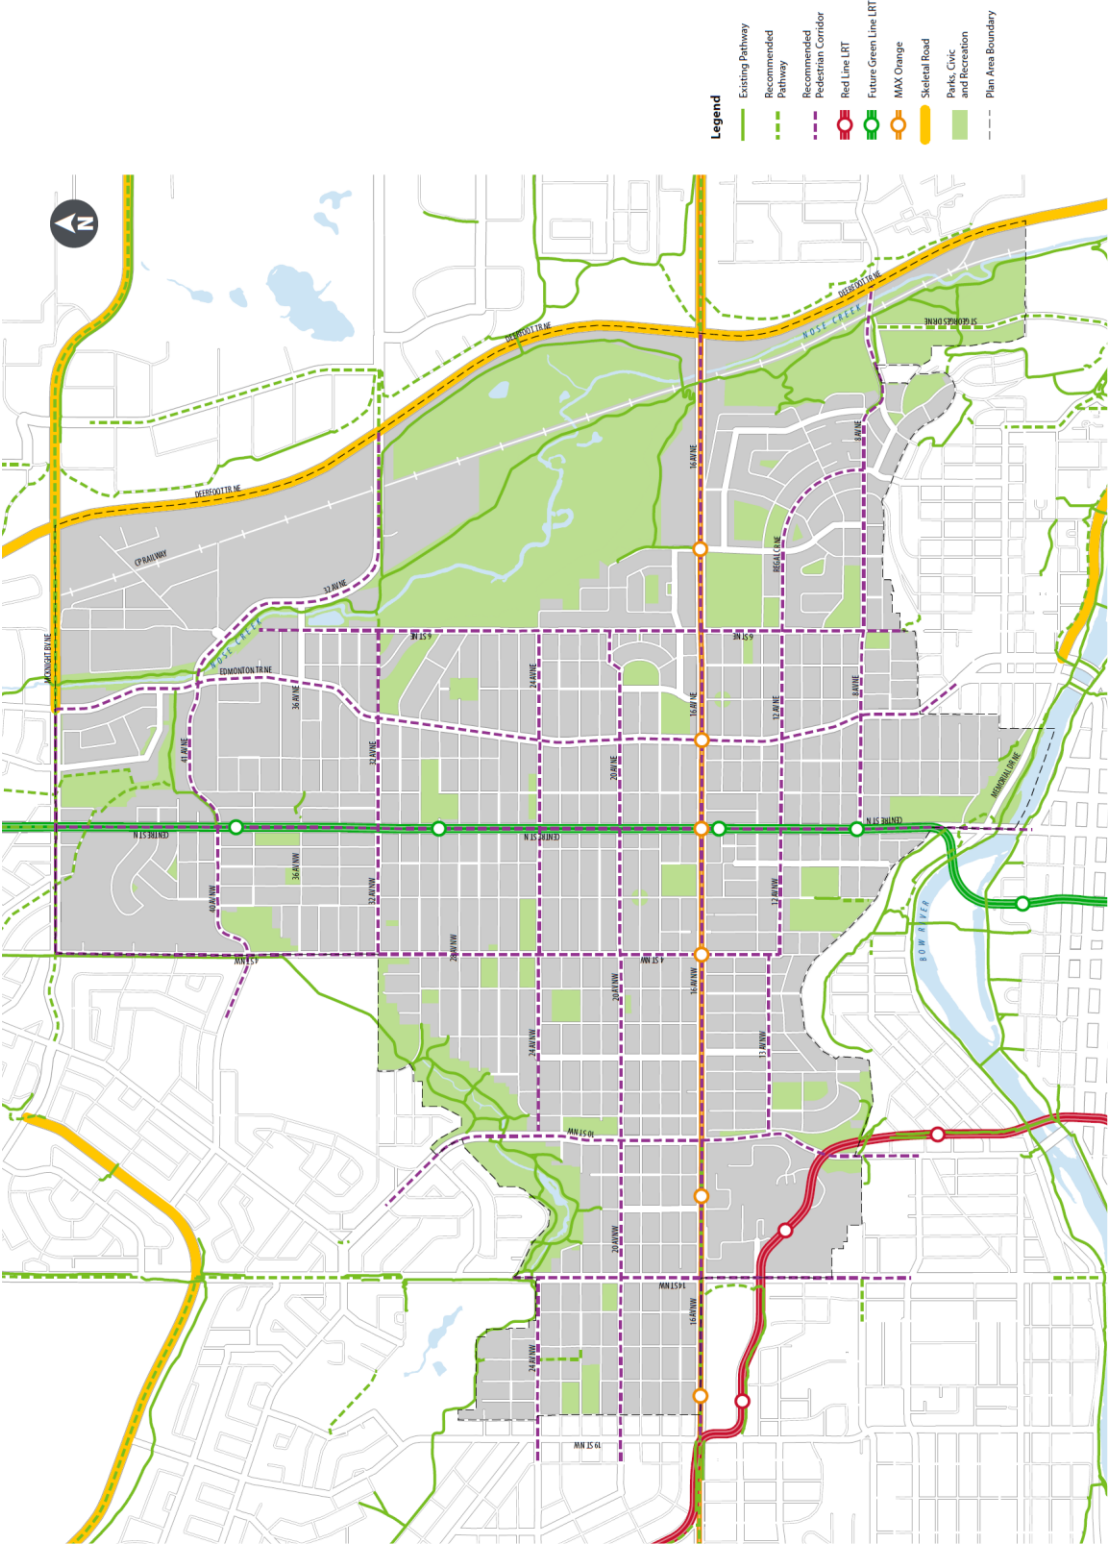 Legend
Existing Pathway
Recommended
Pathway
Recommended
Pedestrian Corridor
Red Line LRT
Future Green Line LRT
MAX Orange
Skeletal Road
Parks, Civic
and Recreation
Plan Area Boundary
N
MCKNIGHT BV NE
DEERFOOT TR NE
CP RAILWAY
32 AV NE
NOSE CREEK
EDMONTON TR NE
36 AV NE
41 AV NE
32 AV NE
6 ST NE
24 AV NE
20 AV NE
16 AV NE
DEERFOOT TR NE
DEERFOOT TR NE
NOSE CREEK
ST GEORGES DR NE
16 AV NE
8 AV NE
REGAL CR NE
6 ST NE
12 AV NE
8 AV NE
MEMORIAL DR NE
CENTRE ST N
CENTRE ST N
CENTRE ST N
40 AV NW
36 AV NW
32 AV NW
28 AV NW
12 AV NW
4 ST NW
4 ST NW
BOW RIVER
24 AV NW
20 AV NW
16 AV NW
13 AV NW
10 ST NW
20 AV NW
14 ST NW
16 AV NW
24 AV NW
19 ST NW